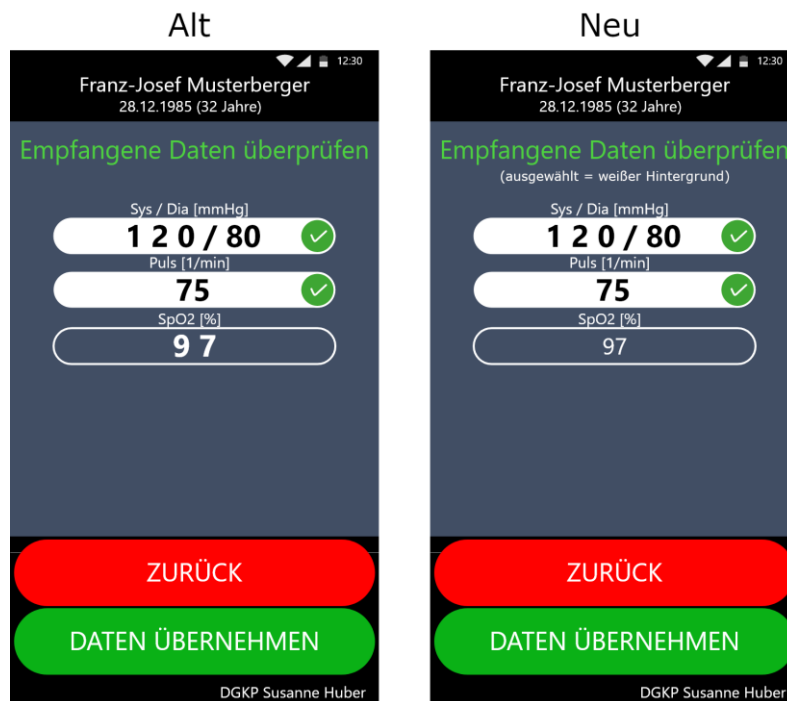 Alt
12:30
Franz-Josef Musterberger
28.12.1985 (32 Jahre)
Empfangene Daten überprüfen
Sys / Dia [mmHg]
1 2 0 / 80
Puls [1/min]
75
SpO2 [%]
9 7
ZURÜCK
DATEN ÜBERNEHMEN
DGKP Susanne Huber
Neu
12:30
Franz-Josef Musterberger
28.12.1985 (32 Jahre)
Empfangene Daten überprüfen
(ausgewählt = weißer Hintergrund)
Sys / Dia [mmHg]
1 2 0 / 80
Puls [1/min]
75
SpO2 [%]
97
ZURÜCK
DATEN ÜBERNEHMEN
DGKP Susanne Huber